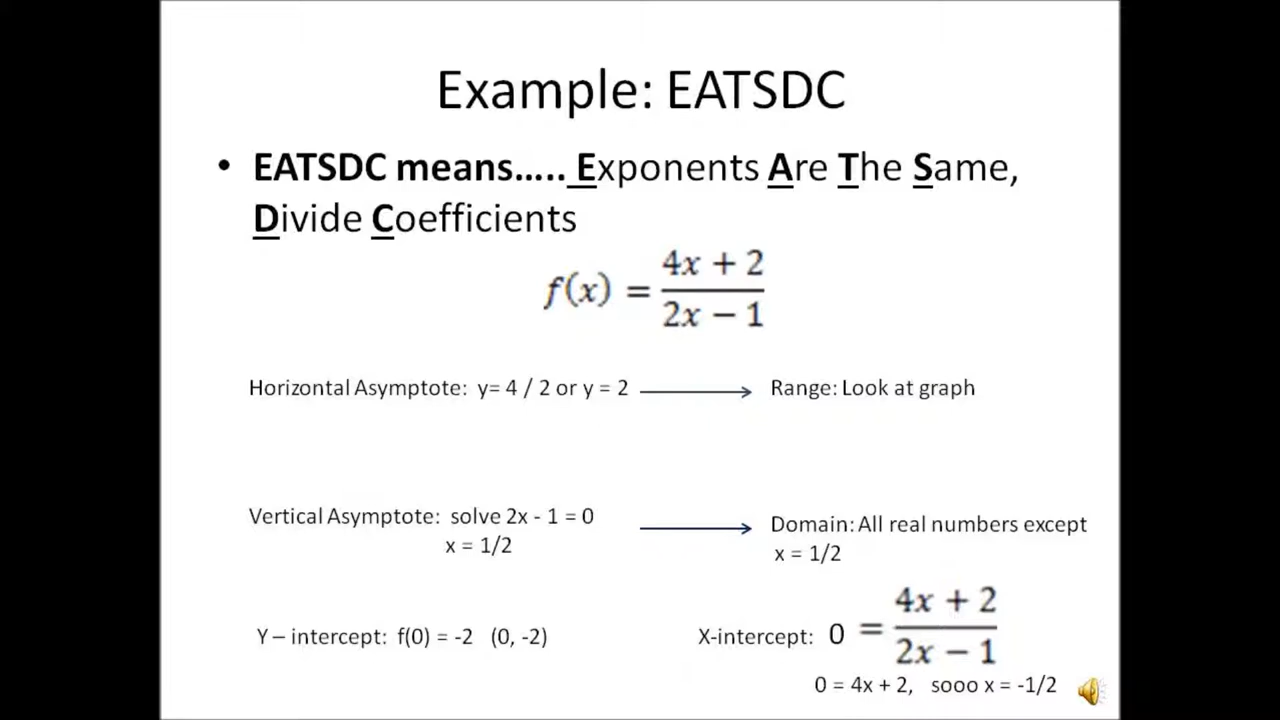 Example: EATSDC
• EATSDC means….. Exponents Are The Same,
Divide Coefficients
f(x) = (4x + 2)/(2x − 1)
Horizontal Asymptote: y= 4 / 2 or y = 2 → Range: Look at graph
Vertical Asymptote: solve 2x - 1 = 0 → Domain: All real numbers except
x = 1/2 x = 1/2
Y – intercept: f(0) = -2 (0, -2) X-intercept: 0 = (4x + 2)/(2x − 1)
0 = 4x + 2, sooo x = -1/2